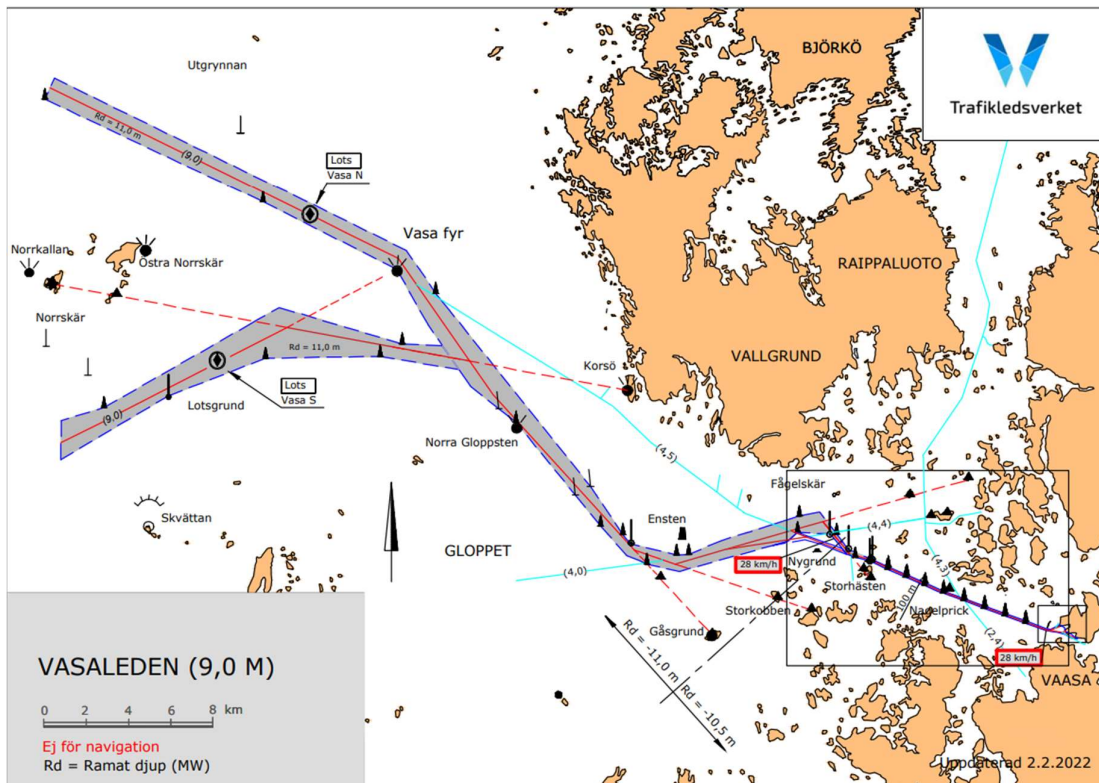 BJÖRKÖ
Trafikledsverket
Utgrynnan
Rd = 11,0 m
(9,0)
Lots
Vasa N
Vasa fyr
Norrkallan
Östra Norrskär
RAIPPALUOTO
Norrskär
Rd = 11,0 m
VALLGRUND
Korsö
Lots
Vasa S
Lotsgrund
(9,0)
Norra Gloppsten
(4,5)
Fågelskär
Skvättan
Ensten
(4,4)
GLOPPET
(4,0)
28 km/h
Nygrund
Storhästen
(4,3)
100 m
Nagelprick
Storkobben
Gåsgrund
(2,4)
Rd = -11,0 m
Rd = -10,5 m
28 km/h
VAASA
VASALEDEN (9,0 M)
0 2 4 6 8 km
Ej för navigation
Rd = Ramat djup (MW)
Uppdaterad 2.2.2022